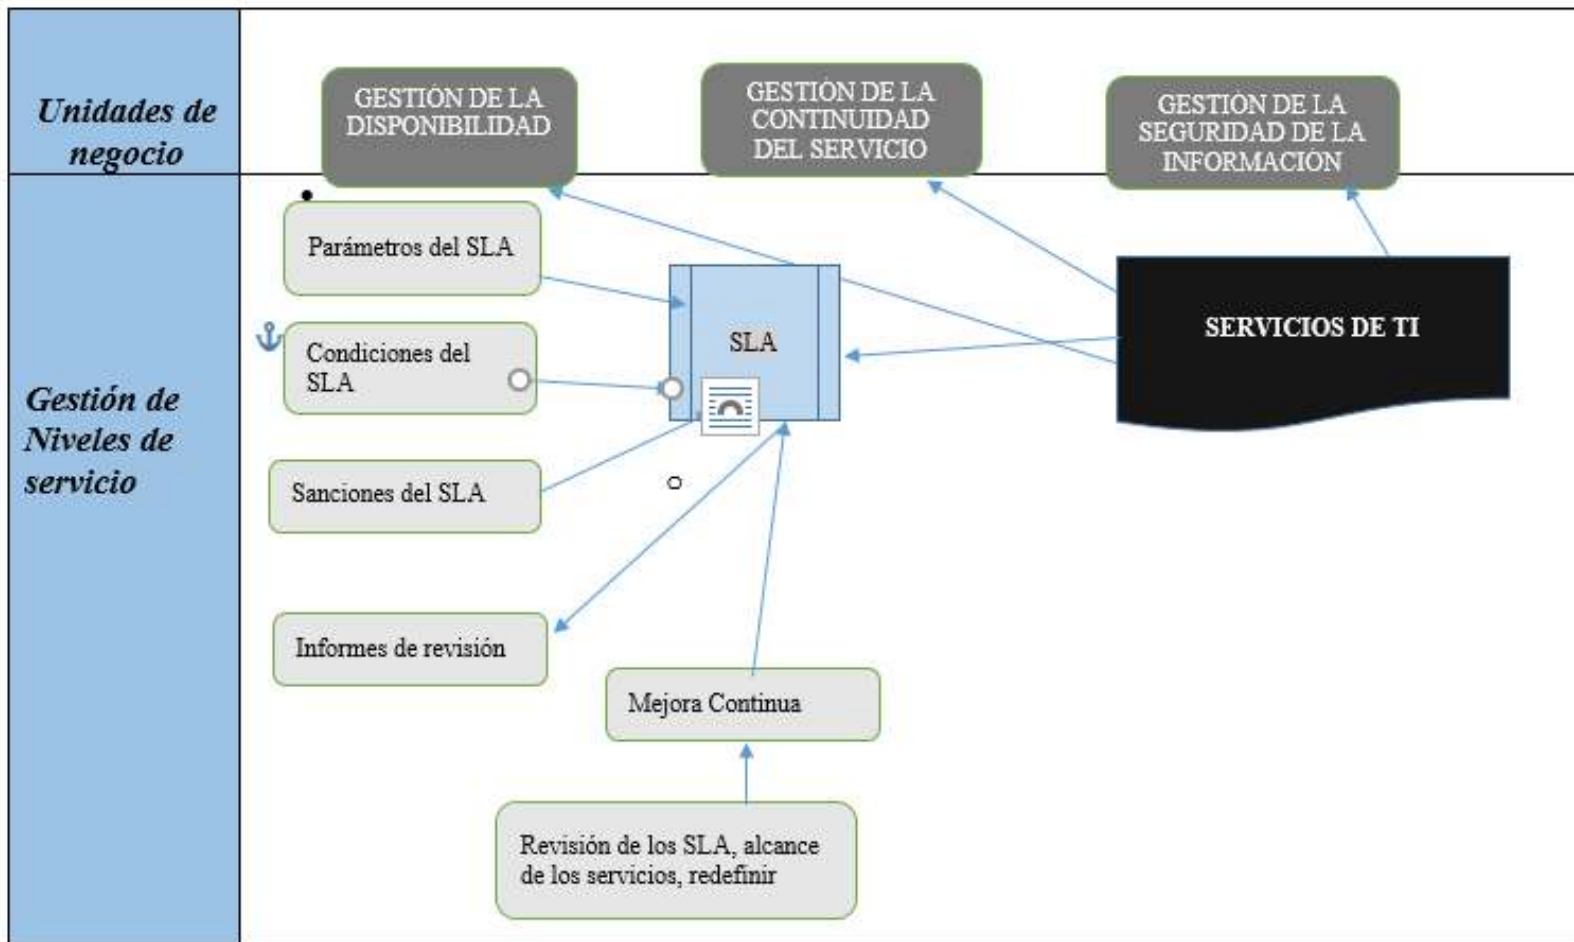 Unidades de
negocio
GESTIÓN DE LA
DISPONIBILIDAD
GESTIÓN DE LA
CONTINUIDAD
DEL SERVICIO
GESTIÓN DE LA
SEGURIDAD DE LA
INFORMACIÓN
Gestión de
Niveles de
servicio
Parámetros del SLA
Condiciones del
SLA
Sanciones del SLA
Informes de revisión
SLA
SERVICIOS DE TI
Mejora Continua
Revisión de los SLA, alcance
de los servicios, redefinir